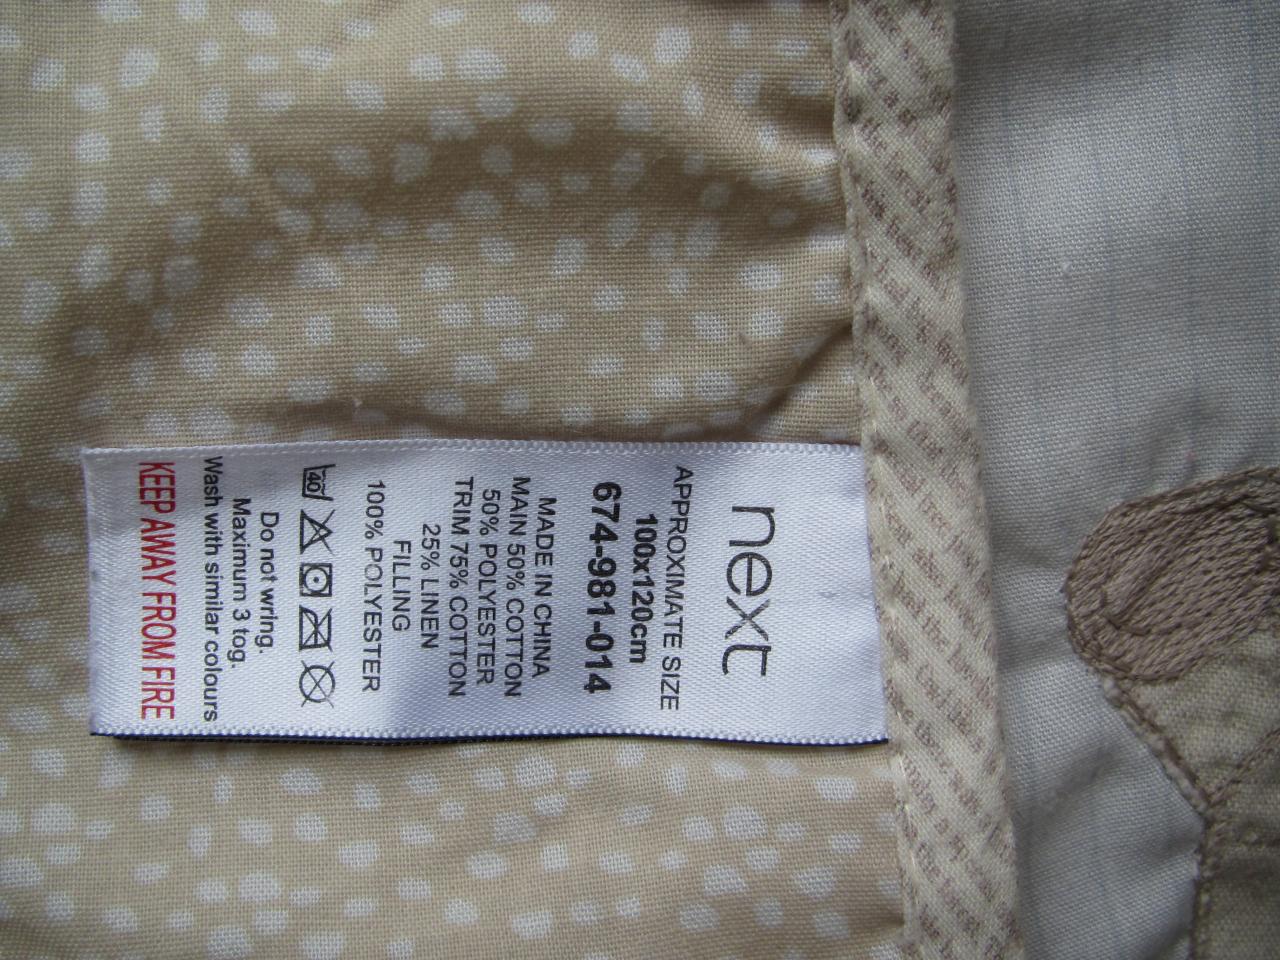 next
APPROXIMATE SIZE
100x120cm
674-981-014
MADE IN CHINA
MAIN 50% COTTON
50% POLYESTER
TRIM 75% COTTON
25% LINEN
FILLING
100% POLYESTER
40
Do not wring.
Maximum 3 tog.
Wash with similar colours
KEEP AWAY FROM FIRE